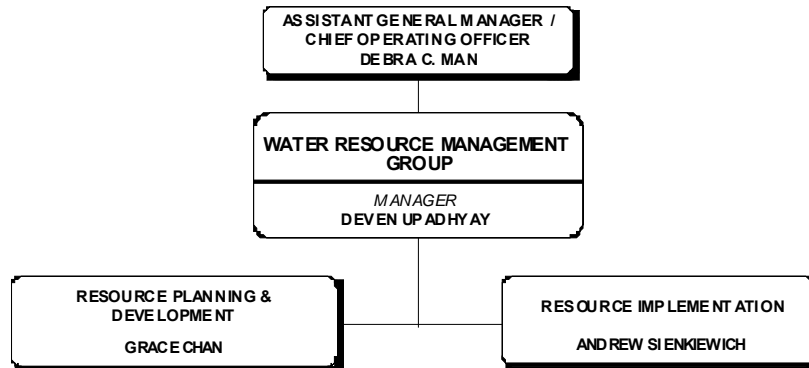 ASSISTANT GENERAL MANAGER /
CHIEF OPERATING OFFICER
DEBRA C. MAN
WATER RESOURCE MANAGEMENT
GROUP
MANAGER
DEVEN UPADHYAY
RESOURCE PLANNING &
DEVELOPMENT
GRACE CHAN
RESOURCE IMPLEMENTATION
ANDREW SIENKIEWICH